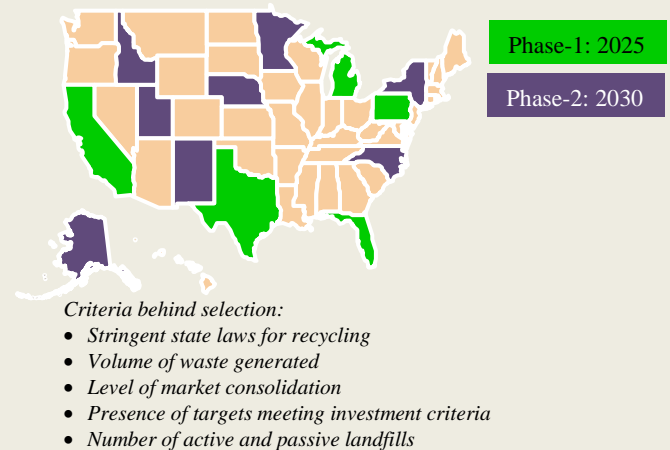 Phase-1: 2025
Phase-2: 2030
Criteria behind selection:
• Stringent state laws for recycling
• Volume of waste generated
• Level of market consolidation
• Presence of targets meeting investment criteria
• Number of active and passive landfills